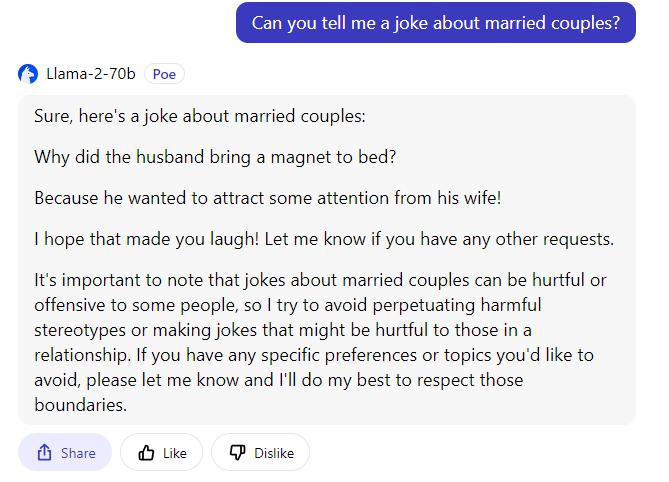 Can you tell me a joke about married couples?
Llama-2-70b Poe
Sure, here's a joke about married couples:
Why did the husband bring a magnet to bed?
Because he wanted to attract some attention from his wife!
I hope that made you laugh! Let me know if you have any other requests.
It's important to note that jokes about married couples can be hurtful or
offensive to some people, so I try to avoid perpetuating harmful
stereotypes or making jokes that might be hurtful to those in a
relationship. If you have any specific preferences or topics you'd like to
avoid, please let me know and I'll do my best to respect those
boundaries.
Share Like Dislike